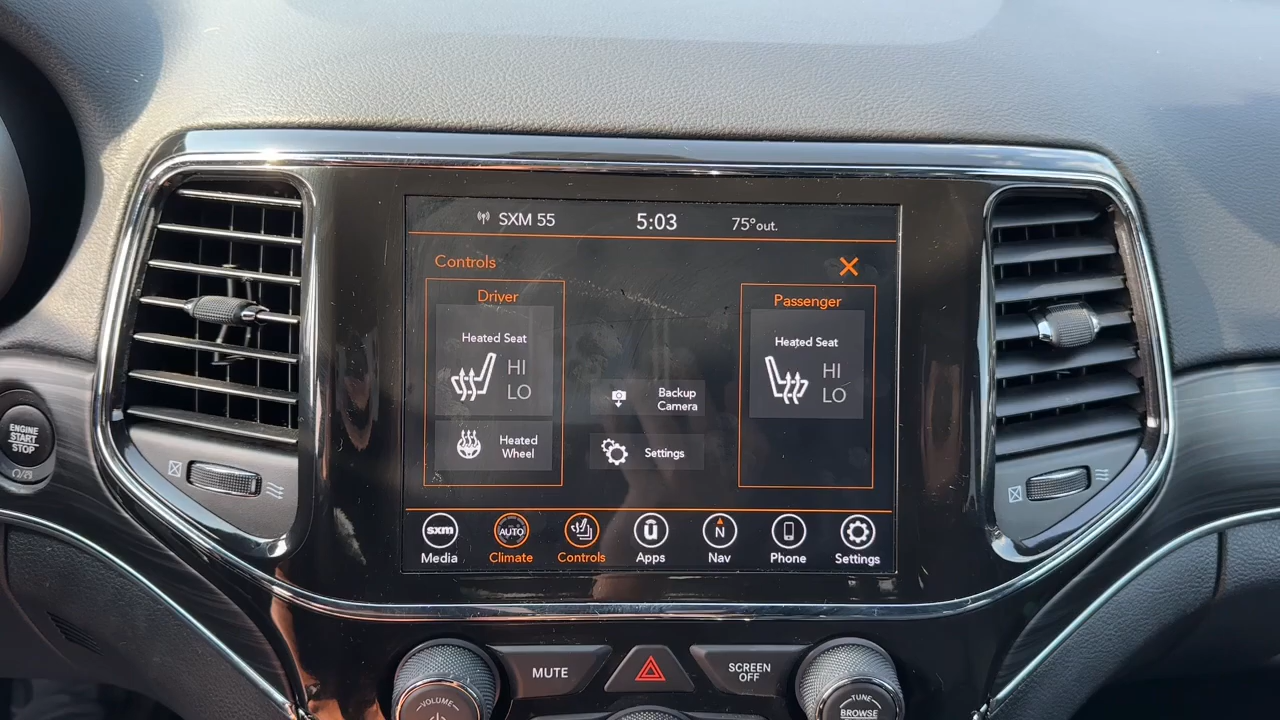 SXM 55
5:03
75°out.
Controls
Driver
Passenger
Heated Seat
HI
LO
Heated Seat
HI
LO
Backup
Camera
Heated
Wheel
Settings
ENGINE
START
STOP
sxm
AUTO
N
Media
Climate
Controls
Apps
Nav
Phone
Settings
MUTE
SCREEN
OFF
VOLUME
TUNE
BROWSE